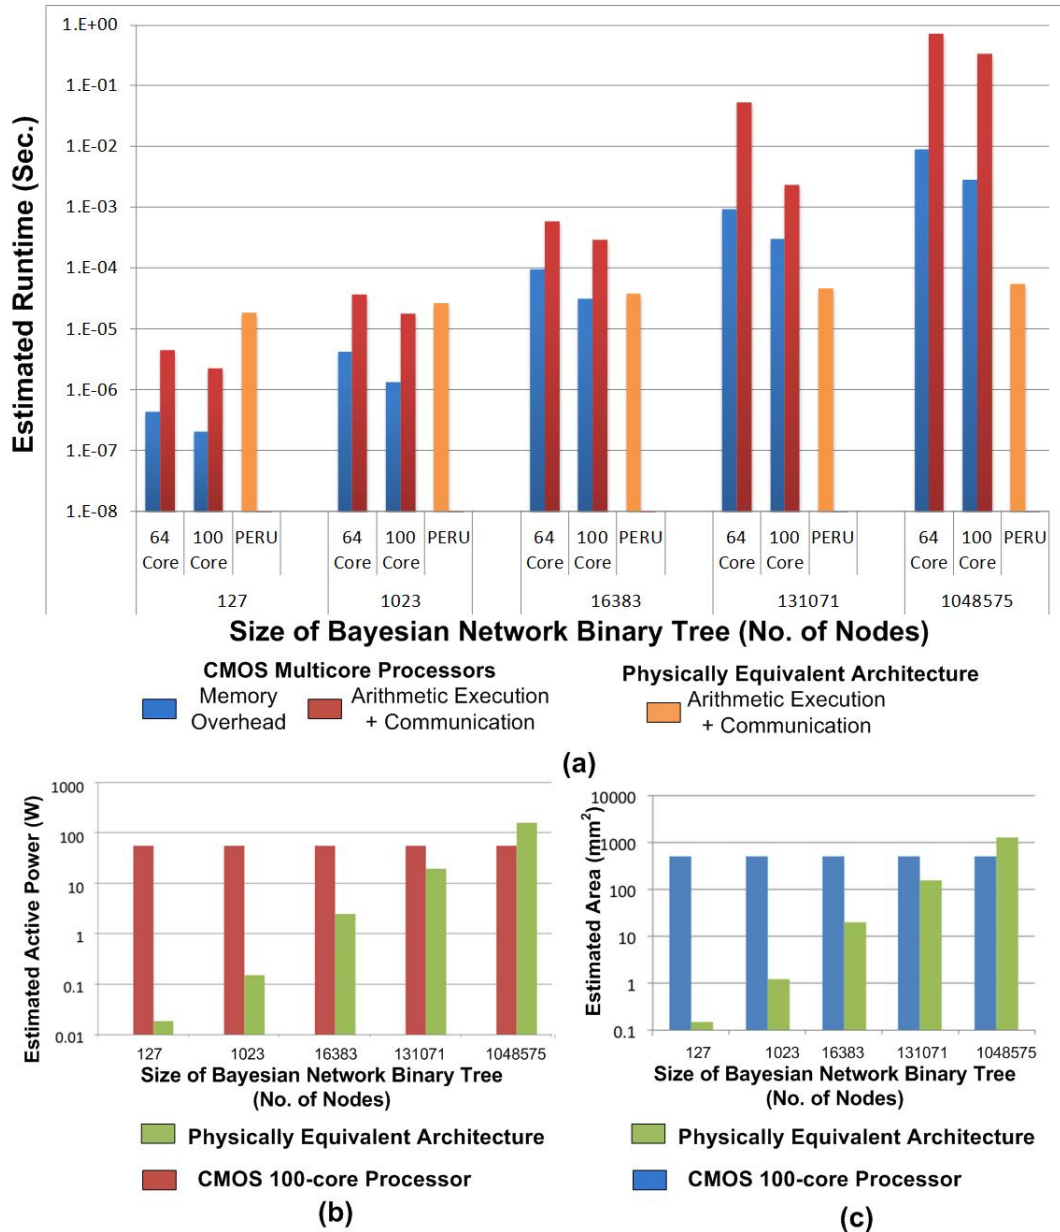 1.E+00
1.E-01
1.E-02
1.E-03
1.E-04
1.E-05
1.E-06
1.E-07
1.E-08
Estimated Runtime (Sec.)
64 Core 100 Core PERU 64 Core 100 Core PERU 64 Core 100 Core PERU 64 Core 100 Core PERU 64 Core 100 Core PERU
127 1023 16383 131071 1048575
Size of Bayesian Network Binary Tree (No. of Nodes)
CMOS Multicore Processors
Memory Overhead
Arithmetic Execution + Communication
Physically Equivalent Architecture
Arithmetic Execution + Communication
(a)
1000
100
10
1
0.1
0.01
Estimated Active Power (W)
127 1023 16383 131071 1048575
Size of Bayesian Network Binary Tree
(No. of Nodes)
Physically Equivalent Architecture
CMOS 100-core Processor
(b)
10000
1000
100
10
1
0.1
Estimated Area (mm²)
127 1023 16383 131071 1048575
Size of Bayesian Network Binary Tree
(No. of Nodes)
Physically Equivalent Architecture
CMOS 100-core Processor
(c)